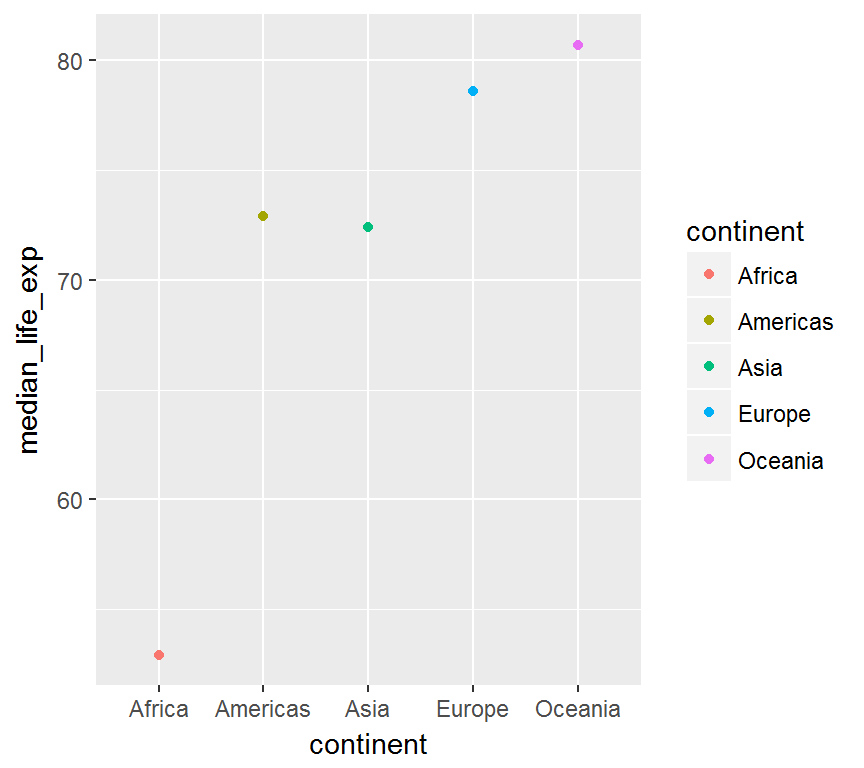 median_life_exp
80
70
60
Africa Americas Asia Europe Oceania
continent
continent
Africa
Americas
Asia
Europe
Oceania